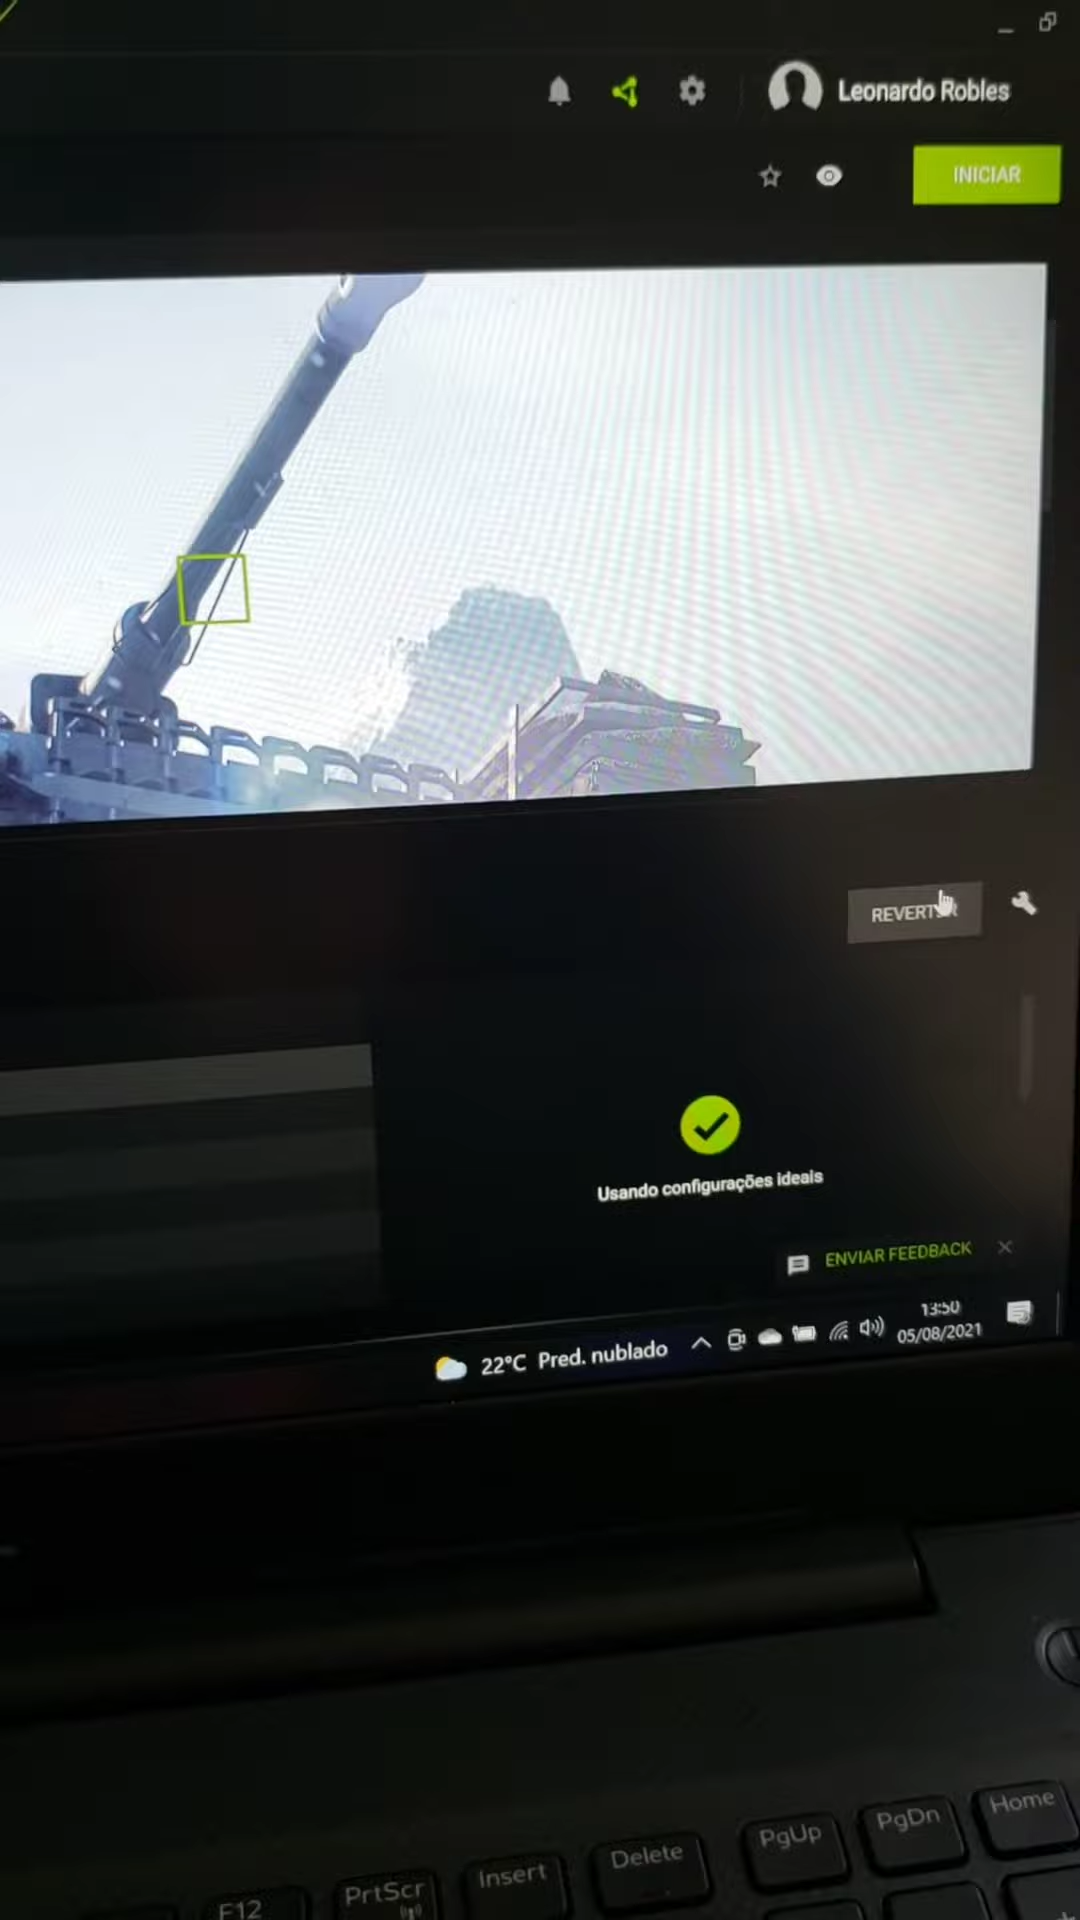 Leonardo Robles
INICIAR
REVERTER
Usando configurações ideais
ENVIAR FEEDBACK
22°C Pred. nublado
13:50
05/08/2021
Home
PgDn
PgUp
Delete
Insert
PrtScr
F12